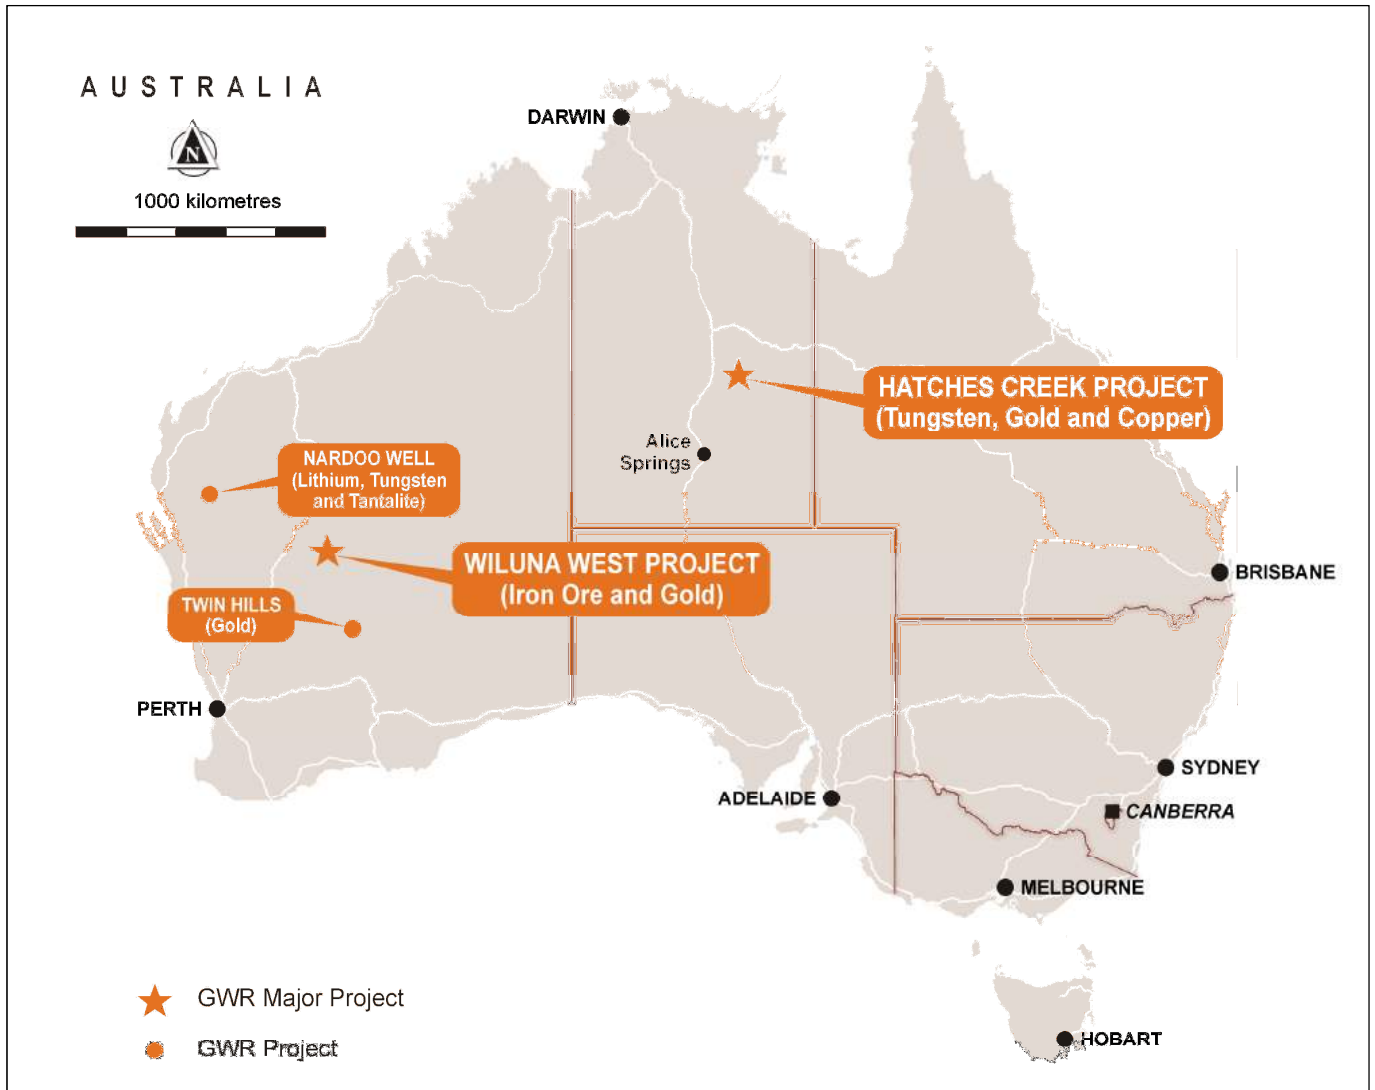 AUSTRALIA
N
1000 kilometres
DARWIN
HATCHES CREEK PROJECT
(Tungsten, Gold and Copper)
Alice
Springs
NARDOO WELL
(Lithium, Tungsten
and Tantalite)
WILUNA WEST PROJECT
(Iron Ore and Gold)
BRISBANE
TWIN HILLS
(Gold)
PERTH
SYDNEY
ADELAIDE
CANBERRA
MELBOURNE
GWR Major Project
HOBART
GWR Project